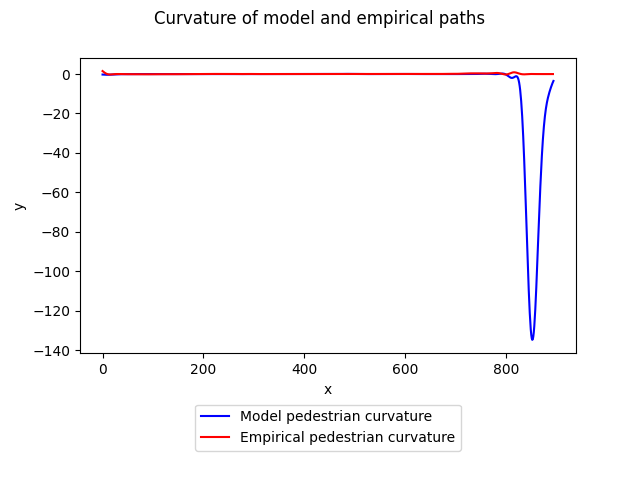 Curvature of model and empirical paths
0
−20
−40
−60
−80
−100
−120
−140
y
0 200 400 600 800
x
Model pedestrian curvature
Empirical pedestrian curvature